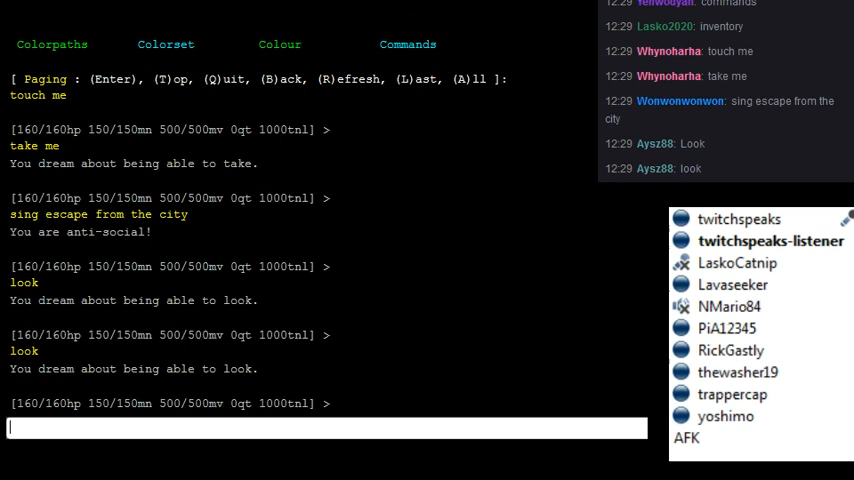 Colorpaths Colorset Colour Commands
[ Paging : (Enter), (T)op, (Q)uit, (B)ack, (R)efresh, (L)ast, (A)ll ]:
touch me
[160/160hp 150/150mn 500/500mv 0qt 1000tnl] >
take me
You dream about being able to take.
[160/160hp 150/150mn 500/500mv 0qt 1000tnl] >
sing escape from the city
You are anti-social!
[160/160hp 150/150mn 500/500mv 0qt 1000tnl] >
look
You dream about being able to look.
[160/160hp 150/150mn 500/500mv 0qt 1000tnl] >
look
You dream about being able to look.
[160/160hp 150/150mn 500/500mv 0qt 1000tnl] >
12:29 Yenwodyah: commands
12:29 Lasko2020: inventory
12:29 Whynoharha: touch me
12:29 Whynoharha: take me
12:29 Wonwonwonwon: sing escape from the
city
12:29 Aysz88: Look
12:29 Aysz88: look
twitchspeaks
twitchspeaks-listener
LaskoCatnip
Lavaseeker
NMario84
PiA12345
RickGastly
thewasher19
trappercap
yoshimo
AFK